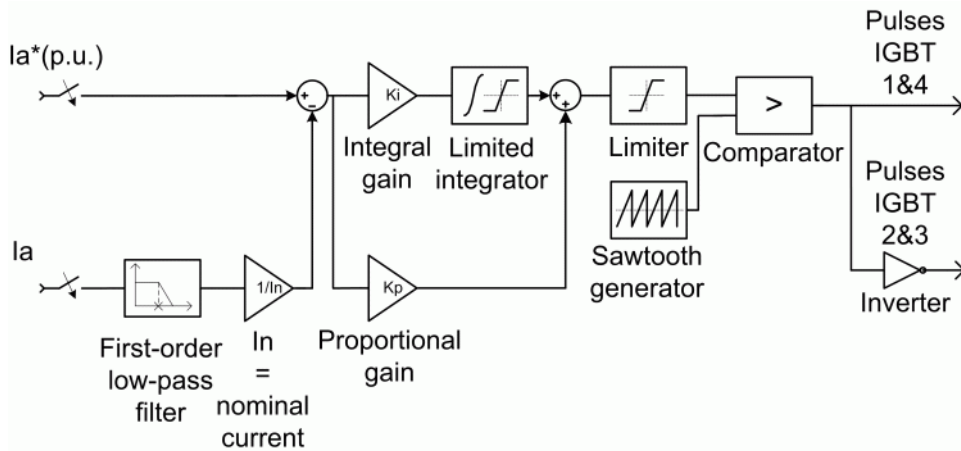 Ia*(p.u.)
Pulses
IGBT
1&4
+
-
Ki
+
+
>
Integral
gain
Limited
integrator
Limiter
Comparator
Pulses
IGBT
2&3
Ia
1/In
Kp
Sawtooth
generator
Inverter
First-order
low-pass
filter
In
=
nominal
current
Proportional
gain